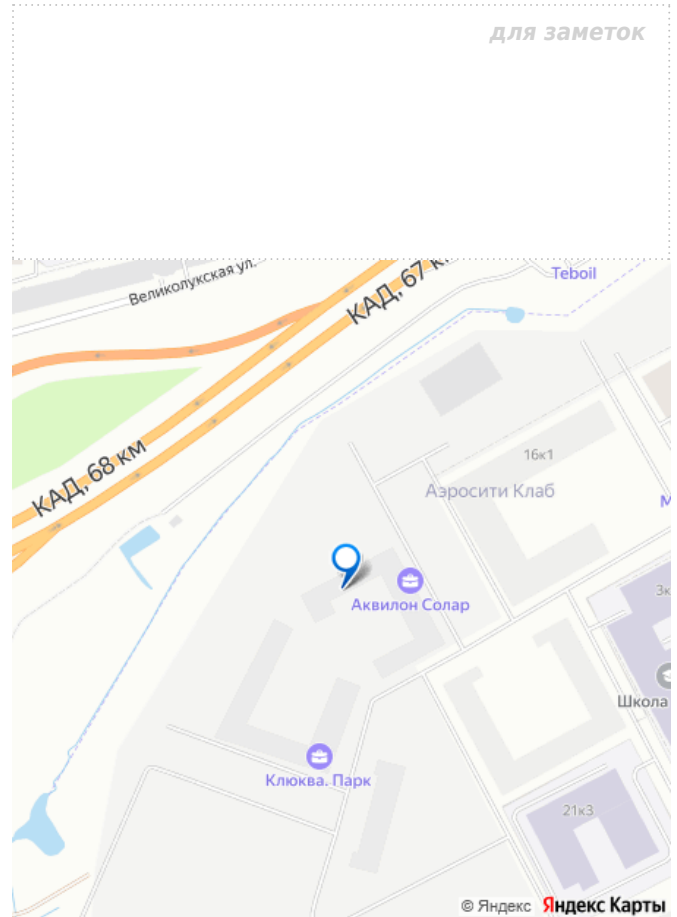 для заметок
Великолукская ул.
КАД, 67 к
Teboil
КАД, 68 км
16к1
Аэросити Клаб
М
Аквилон Солар
3к
Школа
Клюква. Парк
21к3
© Яндекс Яндекс Карты